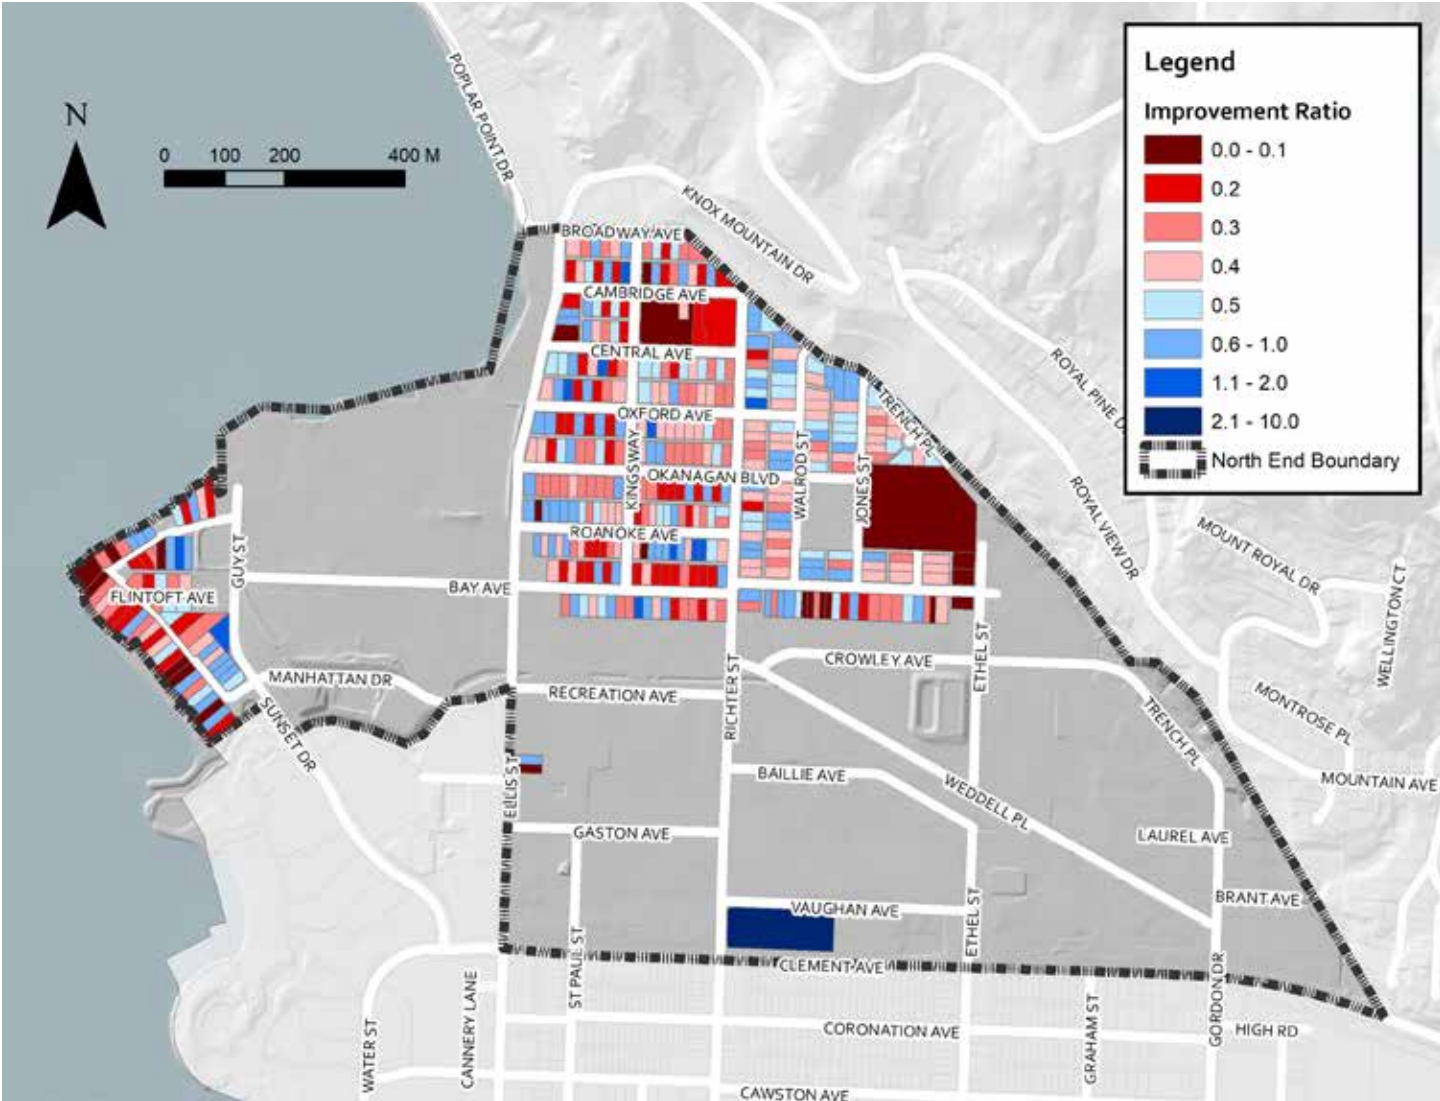 N
0 100 200 400 M
Legend
Improvement Ratio
0.0 - 0.1
0.2
0.3
0.4
0.5
0.6 - 1.0
1.1 - 2.0
2.1 - 10.0
North End Boundary
POPLAR POINT DR
KNOX MOUNTAIN DR
BROADWAY AVE
CAMBRIDGE AVE
CENTRAL AVE
OXFORD AVE
KINGSWAY
OKANAGAN BLVD
WALROD ST
JONES ST
TRENCH PL
ROYAL PINE D
ROYAL VIEW DR
MOUNT ROYAL DR
WELLINGTON CT
ROANOKE AVE
GUY ST
BAY AVE
FLINTOFT AVE
MANHATTAN DR
SUNSET DR
RECREATION AVE
RICHTER ST
CROWLEY AVE
ETHEL ST
TRENCH PL
MONTROSE PL
MOUNTAIN AVE
ELLIS ST
BAILLIE AVE
WEDDELL PL
GASTON AVE
LAUREL AVE
BRANT AVE
VAUGHAN AVE
ETHEL ST
ST PAUL ST
CLEMENT AVE
GORDON DR
CANNERY LANE
WATER ST
CORONATION AVE
GRAHAM ST
HIGH RD
CAWSTON AVE